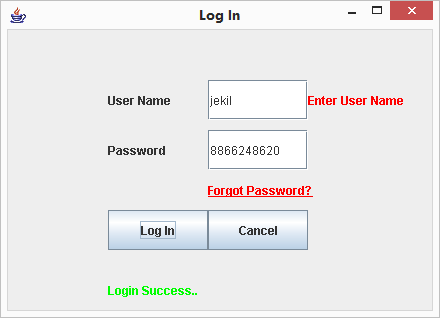 Log In
User Name jekil Enter User Name
Password 8866248620
Forgot Password?
Log In Cancel
Login Success..